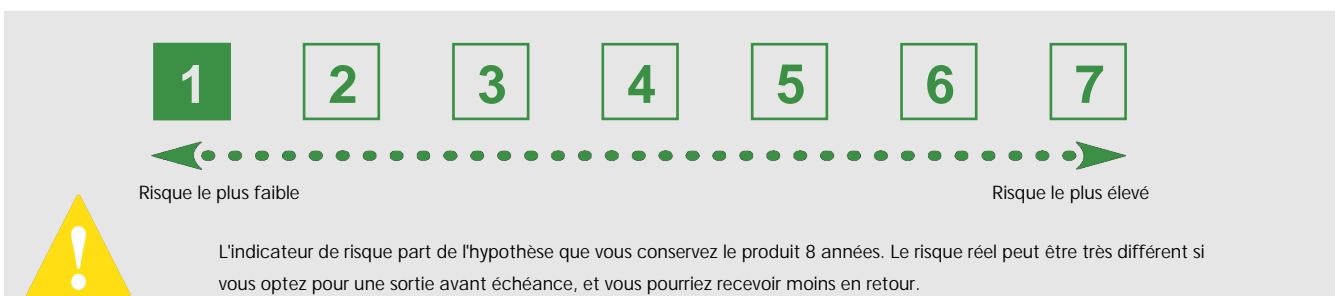 1 2 3 4 5 6 7
Risque le plus faible Risque le plus élevé
L'indicateur de risque part de l'hypothèse que vous conservez le produit 8 années. Le risque réel peut être très différent si
vous optez pour une sortie avant échéance, et vous pourriez recevoir moins en retour.
!